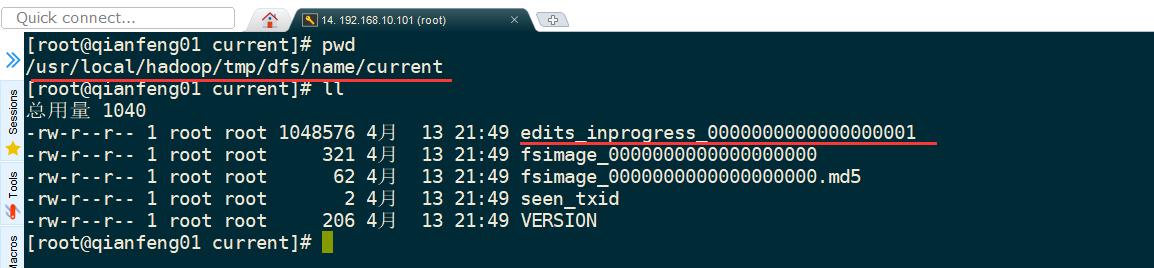 Quick connect...
14. 192.168.10.101 (root)
[root@qianfeng01 current]# pwd
/usr/local/hadoop/tmp/dfs/name/current
[root@qianfeng01 current]# ll
总用量 1040
-rw-r--r-- 1 root root 1048576 4月  13 21:49 edits_inprogress_0000000000000000001
-rw-r--r-- 1 root root     321 4月  13 21:49 fsimage_0000000000000000000
-rw-r--r-- 1 root root      62 4月  13 21:49 fsimage_0000000000000000000.md5
-rw-r--r-- 1 root root       2 4月  13 21:49 seen_txid
-rw-r--r-- 1 root root     206 4月  13 21:49 VERSION
[root@qianfeng01 current]#
Sessions
Tools
Macros